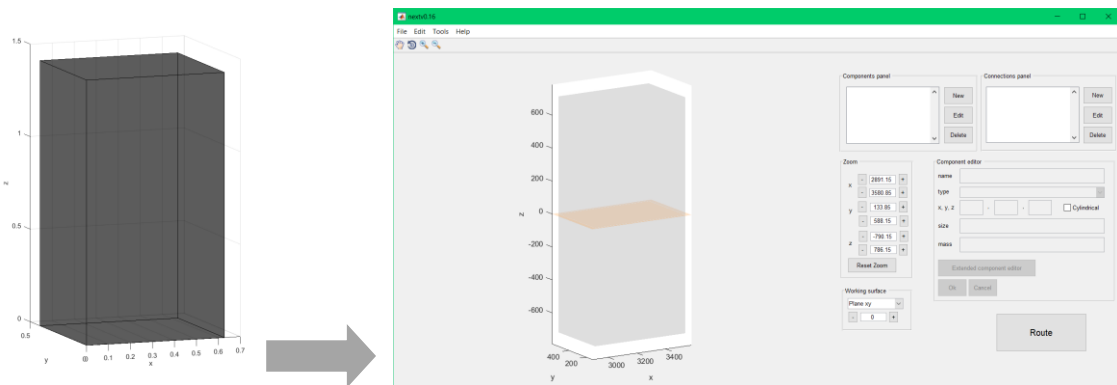 1.5
1
0.5
0
z
0.5
0
0.1
0.2
0.3
0.4
0.5
0.6
0.7
y
x
nextv0.16
File Edit Tools Help
600
400
200
0
-200
-400
-600
z
400
200
3000
3200
3400
y
x
Components panel
New
Edit
Delete
Connections panel
New
Edit
Delete
Zoom
x
- 2891.15 +
- 3580.85 +
y
- 133.85 +
- 588.15 +
z
- -798.15 +
- 786.15 +
Reset Zoom
Working surface
Plane xy
- 0 +
Component editor
name
type
x, y, z - - Cylindrical
size
mass
Extended component editor
Ok Cancel
Route